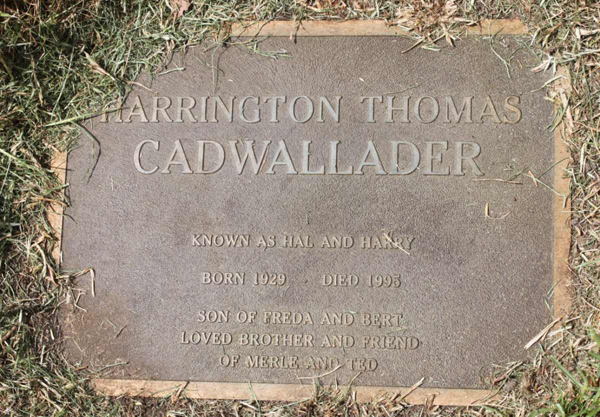 HARRINGTON THOMAS
CADWALLADER
KNOWN AS HAL AND HARRY
BORN 1929 · DIED 1995
SON OF FREDA AND BERT
LOVED BROTHER AND FRIEND
OF MERLE AND TED